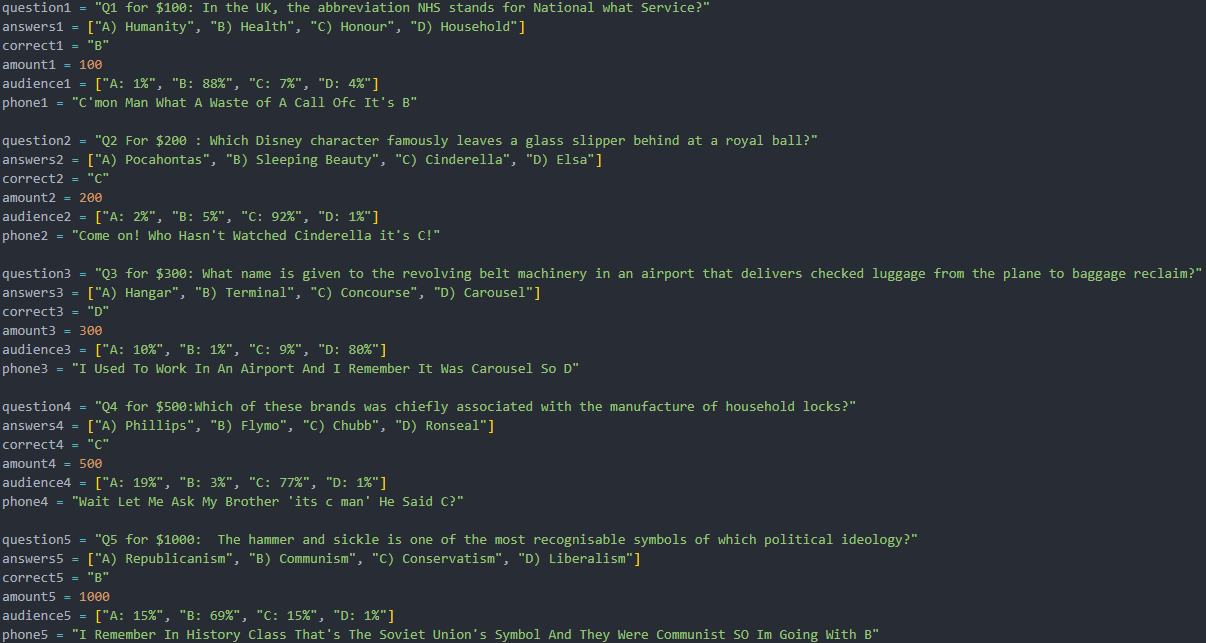 question1 = "Q1 for $100: In the UK, the abbreviation NHS stands for National what Service?"
answers1 = ["A) Humanity", "B) Health", "C) Honour", "D) Household"]
correct1 = "B"
amount1 = 100
audience1 = ["A: 1%", "B: 88%", "C: 7%", "D: 4%"]
phone1 = "C'mon Man What A Waste of A Call Ofc It's B"

question2 = "Q2 For $200 : Which Disney character famously leaves a glass slipper behind at a royal ball?"
answers2 = ["A) Pocahontas", "B) Sleeping Beauty", "C) Cinderella", "D) Elsa"]
correct2 = "C"
amount2 = 200
audience2 = ["A: 2%", "B: 5%", "C: 92%", "D: 1%"]
phone2 = "Come on! Who Hasn't Watched Cinderella it's C!"

question3 = "Q3 for $300: What name is given to the revolving belt machinery in an airport that delivers checked luggage from the plane to baggage reclaim?"
answers3 = ["A) Hangar", "B) Terminal", "C) Concourse", "D) Carousel"]
correct3 = "D"
amount3 = 300
audience3 = ["A: 10%", "B: 1%", "C: 9%", "D: 80%"]
phone3 = "I Used To Work In An Airport And I Remember It Was Carousel So D"

question4 = "Q4 for $500:Which of these brands was chiefly associated with the manufacture of household locks?"
answers4 = ["A) Phillips", "B) Flymo", "C) Chubb", "D) Ronseal"]
correct4 = "C"
amount4 = 500
audience4 = ["A: 19%", "B: 3%", "C: 77%", "D: 1%"]
phone4 = "Wait Let Me Ask My Brother 'its c man' He Said C?"

question5 = "Q5 for $1000:  The hammer and sickle is one of the most recognisable symbols of which political ideology?"
answers5 = ["A) Republicanism", "B) Communism", "C) Conservatism", "D) Liberalism"]
correct5 = "B"
amount5 = 1000
audience5 = ["A: 15%", "B: 69%", "C: 15%", "D: 1%"]
phone5 = "I Remember In History Class That's The Soviet Union's Symbol And They Were Communist SO Im Going With B"